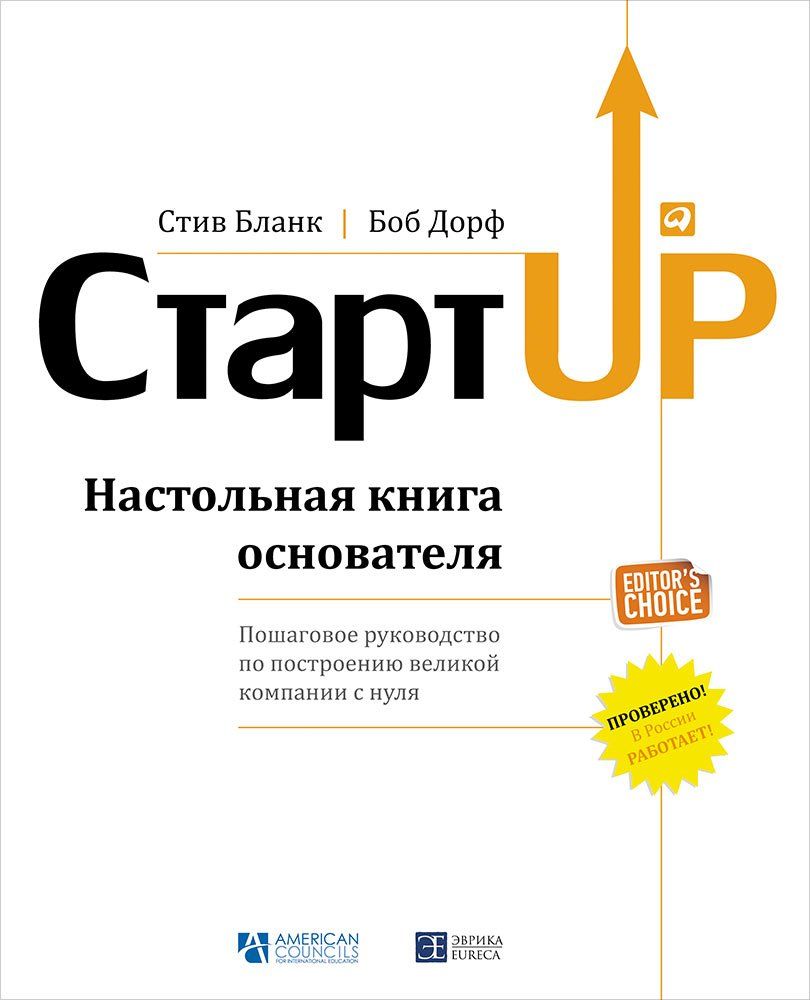 Стив Бланк | Боб Дорф
СтартUP
Настольная книга
основателя
EDITOR'S
CHOICE
Пошаговое руководство
по построению великой
компании с нуля
ПРОВЕРЕНО!
В России
РАБОТАЕТ!
AMERICAN
COUNCILS
FOR INTERNATIONAL EDUCATION
ЭЕ
ЭВРИКА
EURECA